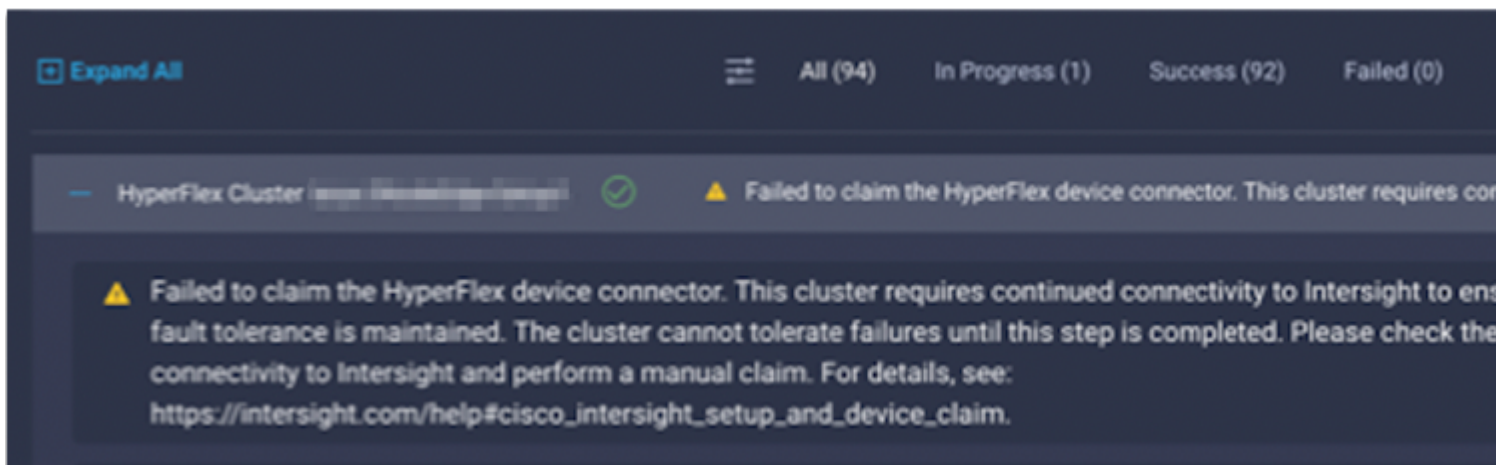 Expand All
All (94) In Progress (1) Success (92) Failed (0)
HyperFlex Cluster
Failed to claim the HyperFlex device connector. This cluster requires cor
Failed to claim the HyperFlex device connector. This cluster requires continued connectivity to Intersight to ens
fault tolerance is maintained. The cluster cannot tolerate failures until this step is completed. Please check the
connectivity to Intersight and perform a manual claim. For details, see:
https://intersight.com/help#cisco_intersight_setup_and_device_claim.